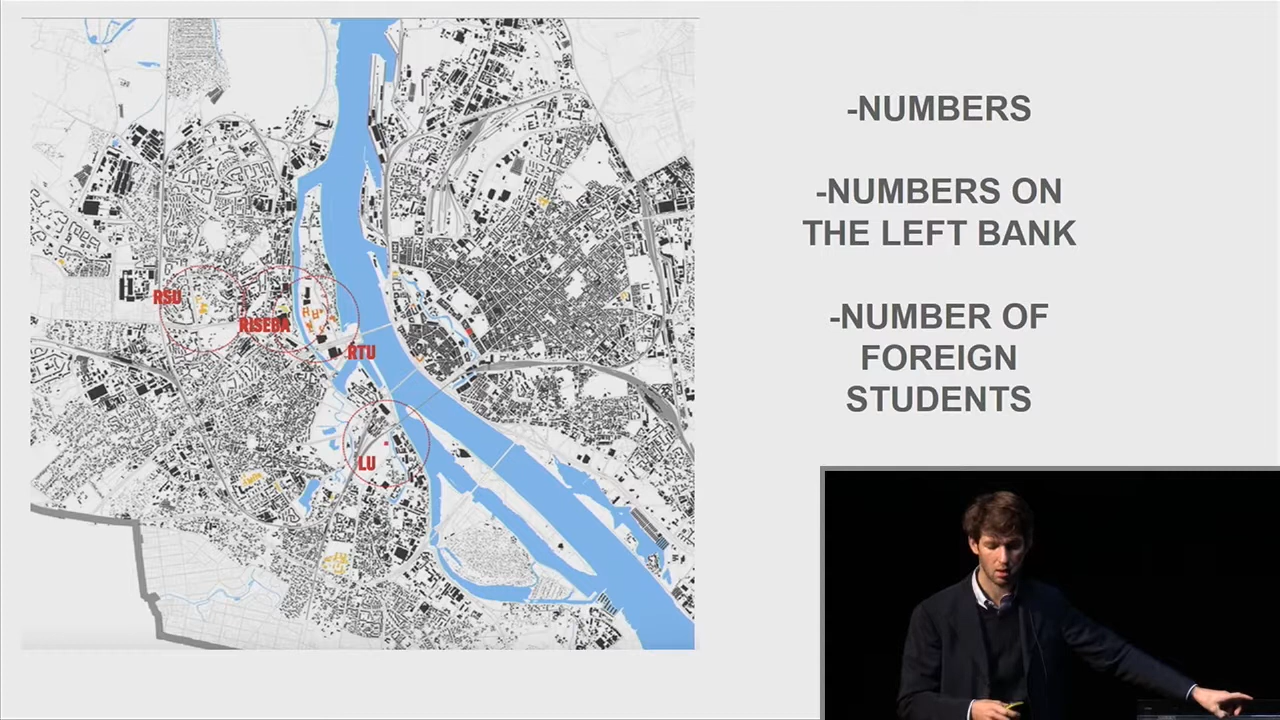 RSU
RISEBA
RTU
LU
-NUMBERS
-NUMBERS ON
THE LEFT BANK
-NUMBER OF
FOREIGN
STUDENTS